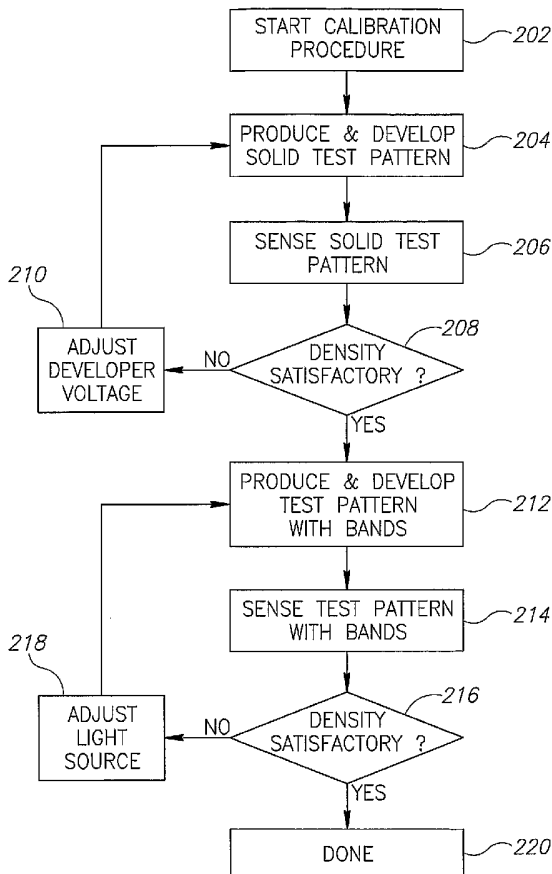 START CALIBRATION
PROCEDURE
202
PRODUCE & DEVELOP
SOLID TEST PATTERN
204
SENSE SOLID TEST
PATTERN
206
210
ADJUST
DEVELOPER
VOLTAGE
208
NO
DENSITY
SATISFACTORY ?
YES
PRODUCE & DEVELOP
TEST PATTERN
WITH BANDS
212
SENSE TEST PATTERN
WITH BANDS
214
218
ADJUST
LIGHT
SOURCE
216
NO
DENSITY
SATISFACTORY ?
YES
DONE
220